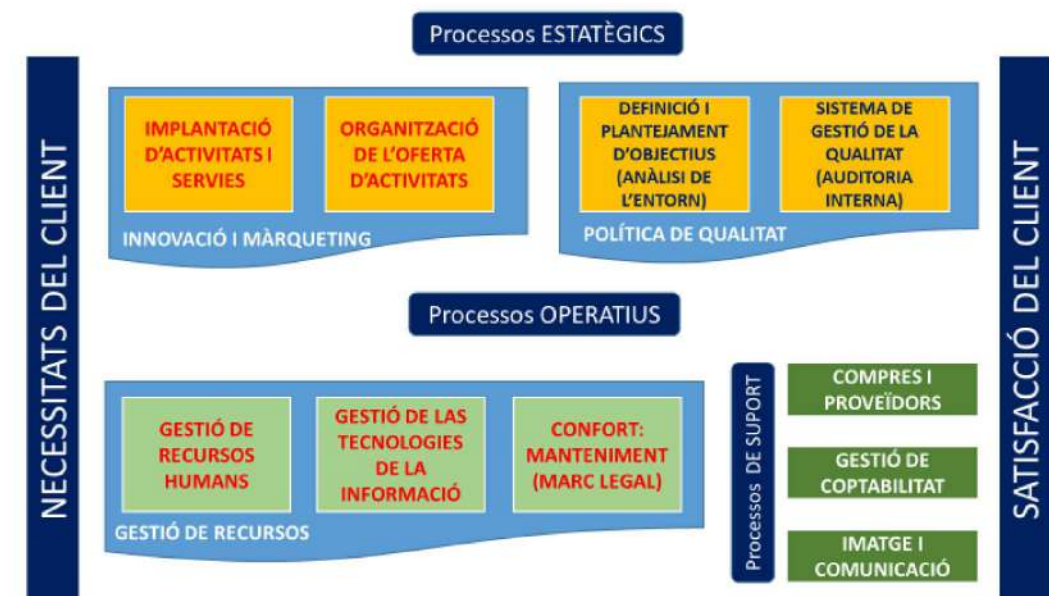 Processos ESTATÈGICS
NECESSITATS DEL CLIENT
IMPLANTACIÓ
D'ACTIVITATS I
SERVIES
ORGANITZACIÓ
DE L'OFERTA
D'ACTIVITATS
INNOVACIÓ I MÀRQUETING
DEFINICIÓ I
PLANTEJAMENT
D'OBJECTIUS
(ANÀLISI DE
L'ENTORN)
SISTEMA DE
GESTIÓ DE LA
QUALITAT
(AUDITORIA
INTERNA)
POLÍTICA DE QUALITAT
SATISFACCIÓ DEL CLIENT
Processos OPERATIUS
GESTIÓ DE
RECURSOS
HUMANS
GESTIÓ DE LAS
TECNOLOGIES
DE LA
INFORMACIÓ
CONFORT:
MANTENIMENT
(MARC LEGAL)
GESTIÓ DE RECURSOS
Processos DE SUPORT
COMPRES I
PROVEÏDORS
GESTIÓ DE
COPTABILITAT
IMATGE I
COMUNICACIÓ